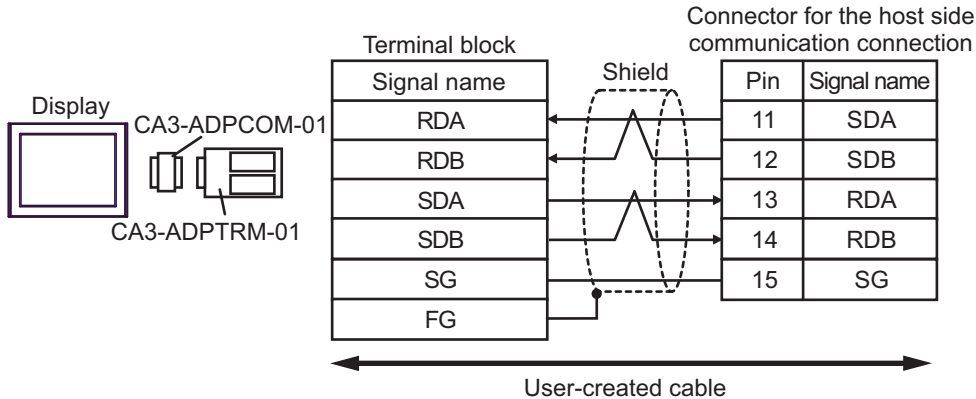 Connector for the host side
communication connection
Terminal block
Signal name
Shield
Pin Signal name
Display
CA3-ADPCOM-01
CA3-ADPTRM-01
RDA 11 SDA
RDB 12 SDB
SDA 13 RDA
SDB 14 RDB
SG 15 SG
FG
User-created cable